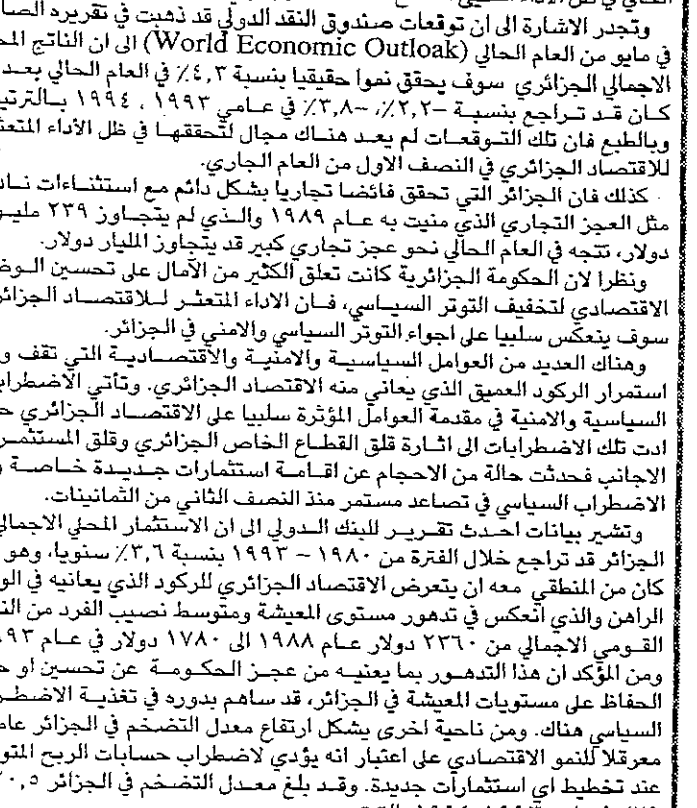 وتجدر الاشارة الى ان توقعات صندوق النقد الدولي قد ذهبت في تقريره
في مايو من العام الحالي (World Economic Outloak) الى ان الناتج
الاجمالي الجزائري سوف يحقق نموا حقيقيا بنسبة ٤,٣٪ في العام الحالي بعد
كان قد تراجع بنسبة -٢,٢٪، -٣,٨٪ في عامي ١٩٩٣ ، ١٩٩٤
وبالطبع فان تلك التوقعات لم يعد هناك مجال لتحققها في ظل الأداء
للاقتصاد الجزائري في النصف الاول من العام الجاري.
كذلك فان الجزائر التي تحقق فائضا تجاريا بشكل دائم مع استثناءات
مثل العجز التجاري الذي منيت به عام ١٩٨٩ والذي لم يتجاوز ٢٣٩
دولار، تتجه في العام الحالي نحو عجز تجاري كبير قد يتجاوز المليار دولار.
ونظرا لان الحكومة الجزائرية كانت تعلق الكثير من الآمال على تحسين
الاقتصادي لتخفيف التوتر السياسي، فان الاداء المتعثر للاقتصاد
سوف ينعكس سلبيا على اجواء التوتر السياسي والامني في الجزائر.
وهناك العديد من العوامل السياسية والامنية والاقتصادية التي تقف
استمرار الركود العميق الذي يعاني منه الاقتصاد الجزائري. وتأتي
السياسية والامنية في مقدمة العوامل المؤثرة سلبيا على الاقتصاد الجزائري
ادت تلك الاضطرابات الى اثارة قلق القطاع الخاص الجزائري وقلق
الاجانب فحدثت حالة من الاحجام عن اقامة استثمارات جديدة خاصة
الاضطراب السياسي في تصاعد مستمر منذ النصف الثاني من الثمانينات.
وتشير بيانات احدث تقرير للبنك الدولي الى ان الاستثمار المحلي
الجزائر قد تراجع خلال الفترة من ١٩٨٠ - ١٩٩٣ بنسبة ٣,٦٪ سنويا، وهو
كان من المنطقي معه ان يتعرض الاقتصاد الجزائري للركود الذي يعانيه في
الراهن والذي انعكس في تدهور مستوى المعيشة ومتوسط نصيب الفرد من
القومي الاجمالي من ٢٣٦٠ دولار عام ١٩٨٨ الى ١٧٨٠ دولار في عام
ومن المؤكد ان هذا التدهور بما يعنيه من عجز الحكومة عن تحسين او
الحفاظ على مستويات المعيشة في الجزائر، قد ساهم بدوره في تغذية
السياسي هناك. ومن ناحية اخرى يشكل ارتفاع معدل التضخم في الجزائر
معرقلا للنمو الاقتصادي على اعتبار انه يؤدي لاضطراب حسابات الربح
عند تخطيط اي استثمارات جديدة. وقد بلغ معدل التضخم في الجزائر